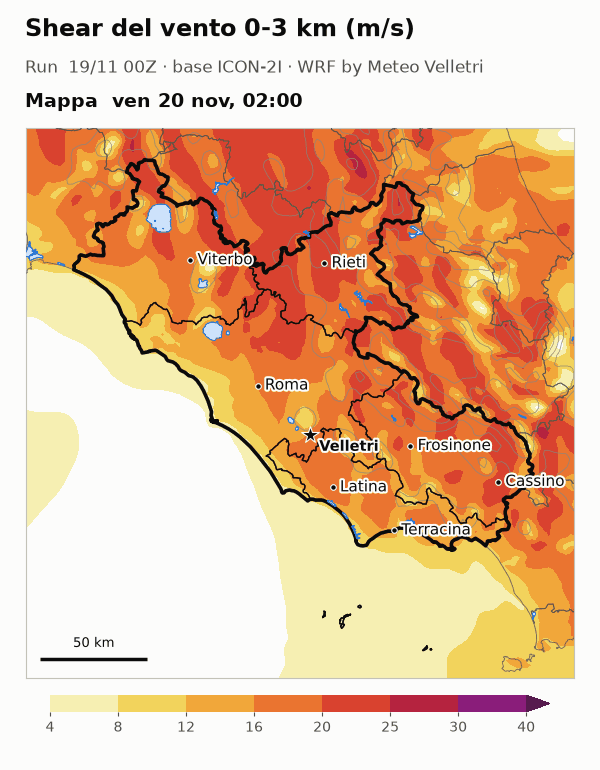 Shear del vento 0-3 km (m/s)
Run  19/11 00Z · base ICON-2I · WRF by Meteo Velletri
Mappa  ven 20 nov, 02:00
Viterbo
Rieti
Roma
Velletri
Frosinone
Latina
Cassino
Terracina
50 km
4 8 12 16 20 25 30 40